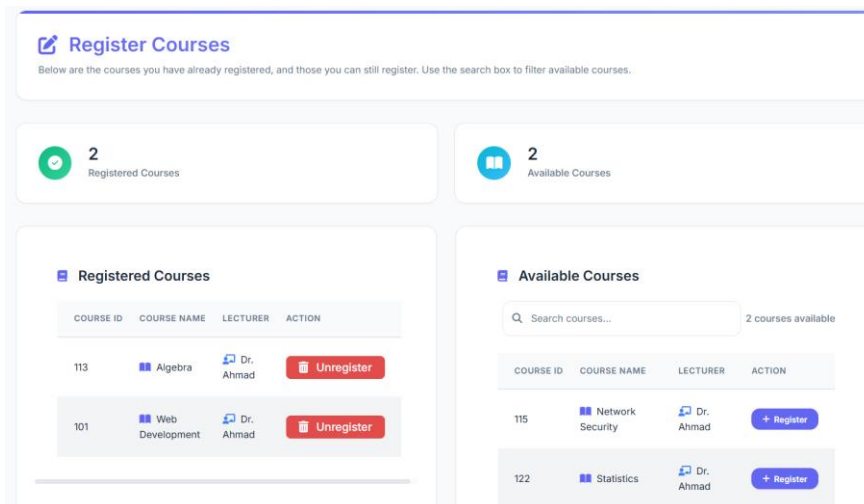 Register Courses
Below are the courses you have already registered, and those you can still register. Use the search box to filter available courses.
2
Registered Courses
2
Available Courses
Registered Courses
COURSE ID COURSE NAME LECTURER ACTION
113 Algebra Dr. Ahmad Unregister
101 Web Development Dr. Ahmad Unregister
Available Courses
Search courses... 2 courses available
COURSE ID COURSE NAME LECTURER ACTION
115 Network Security Dr. Ahmad + Register
122 Statistics Dr. Ahmad + Register